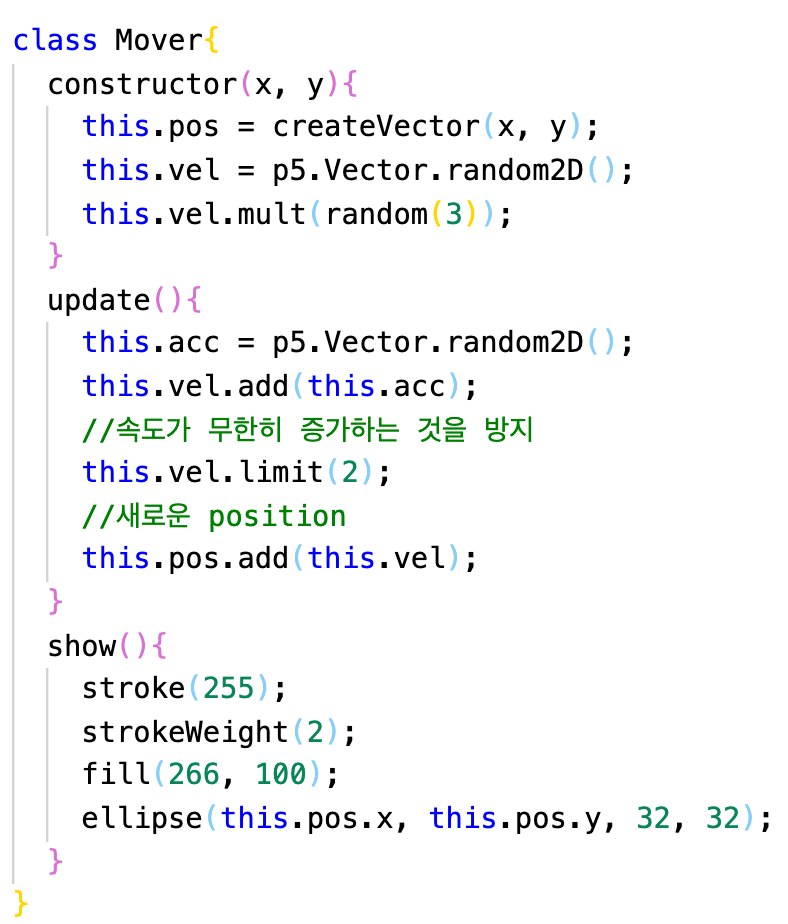 class Mover{
constructor(x, y){
this.pos = createVector(x, y);
this.vel = p5.Vector.random2D();
this.vel.mult(random(3));
}
update(){
this.acc = p5.Vector.random2D();
this.vel.add(this.acc);
//속도가 무한히 증가하는 것을 방지
this.vel.limit(2);
//새로운 position
this.pos.add(this.vel);
}
show(){
stroke(255);
strokeWeight(2);
fill(266, 100);
ellipse(this.pos.x, this.pos.y, 32, 32);
}
}